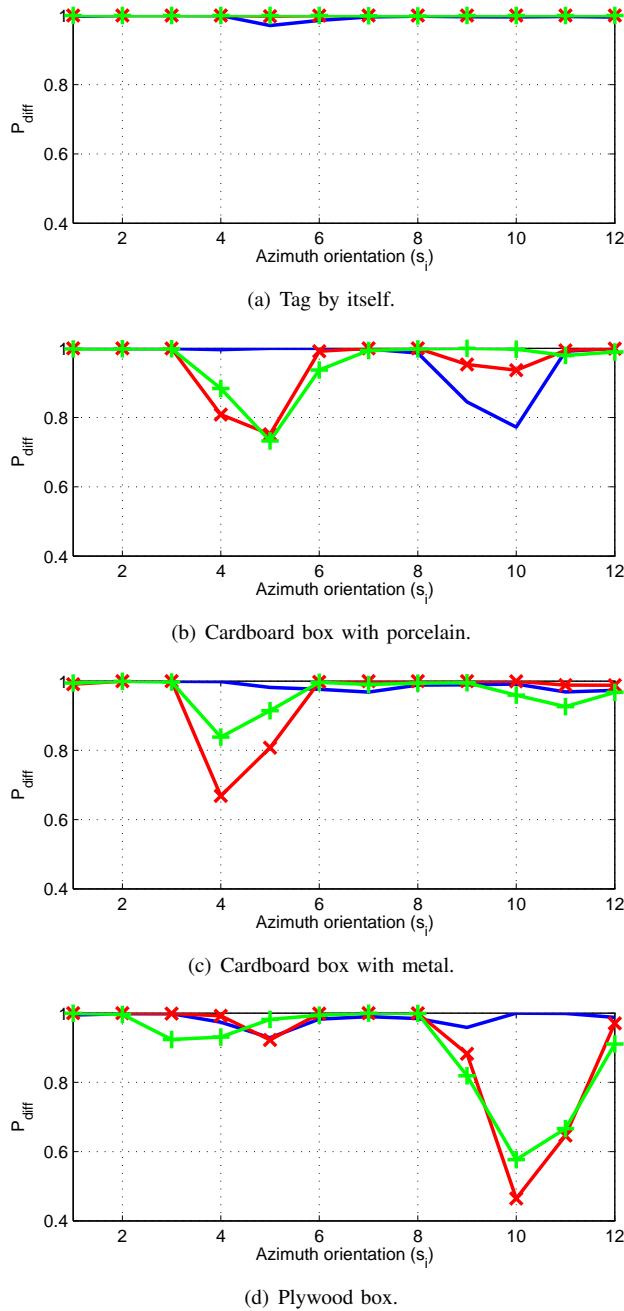 1
0.8
0.6
0.4
P_diff
2 4 6 8 10 12
Azimuth orientation (s_i)
(a) Tag by itself.
1
0.8
0.6
0.4
P_diff
2 4 6 8 10 12
Azimuth orientation (s_i)
(b) Cardboard box with porcelain.
1
0.8
0.6
0.4
P_diff
2 4 6 8 10 12
Azimuth orientation (s_i)
(c) Cardboard box with metal.
1
0.8
0.6
0.4
P_diff
2 4 6 8 10 12
Azimuth orientation (s_i)
(d) Plywood box.